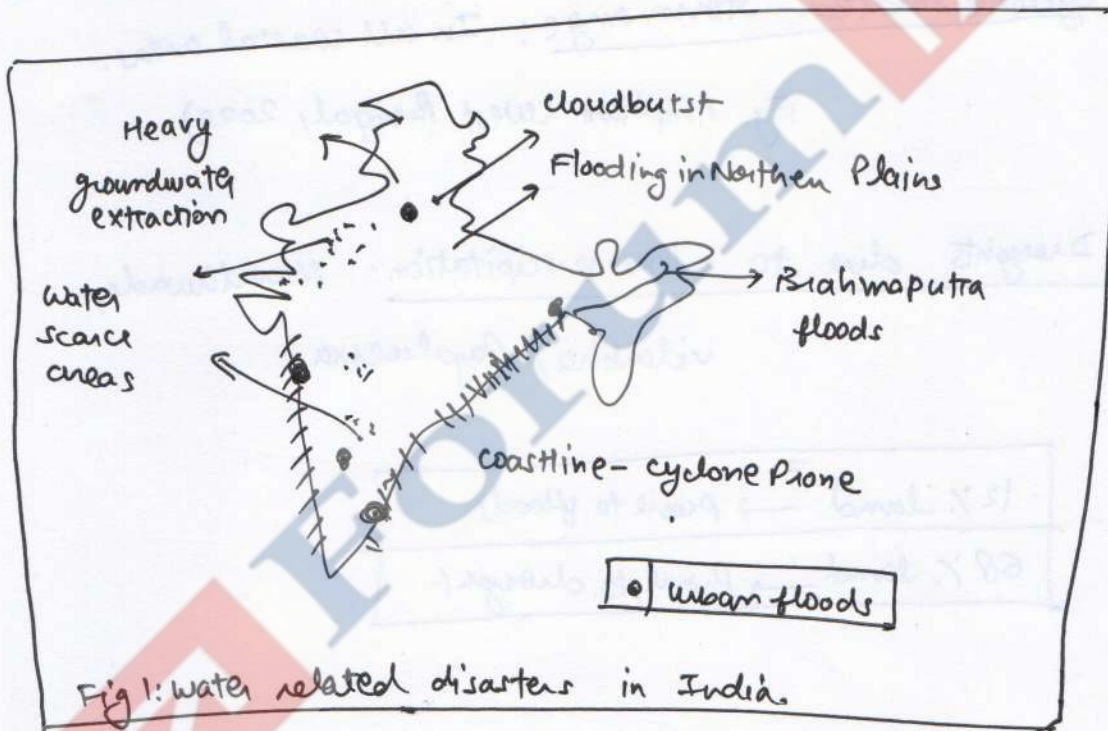 Heavy
groundwater
extraction
cloudburst
Flooding in Northen Plains
Water
scarce
areas
Brahmaputra
floods
coastline - cyclone Prone
urban floods
Fig 1: water related disasters in India.
Forum